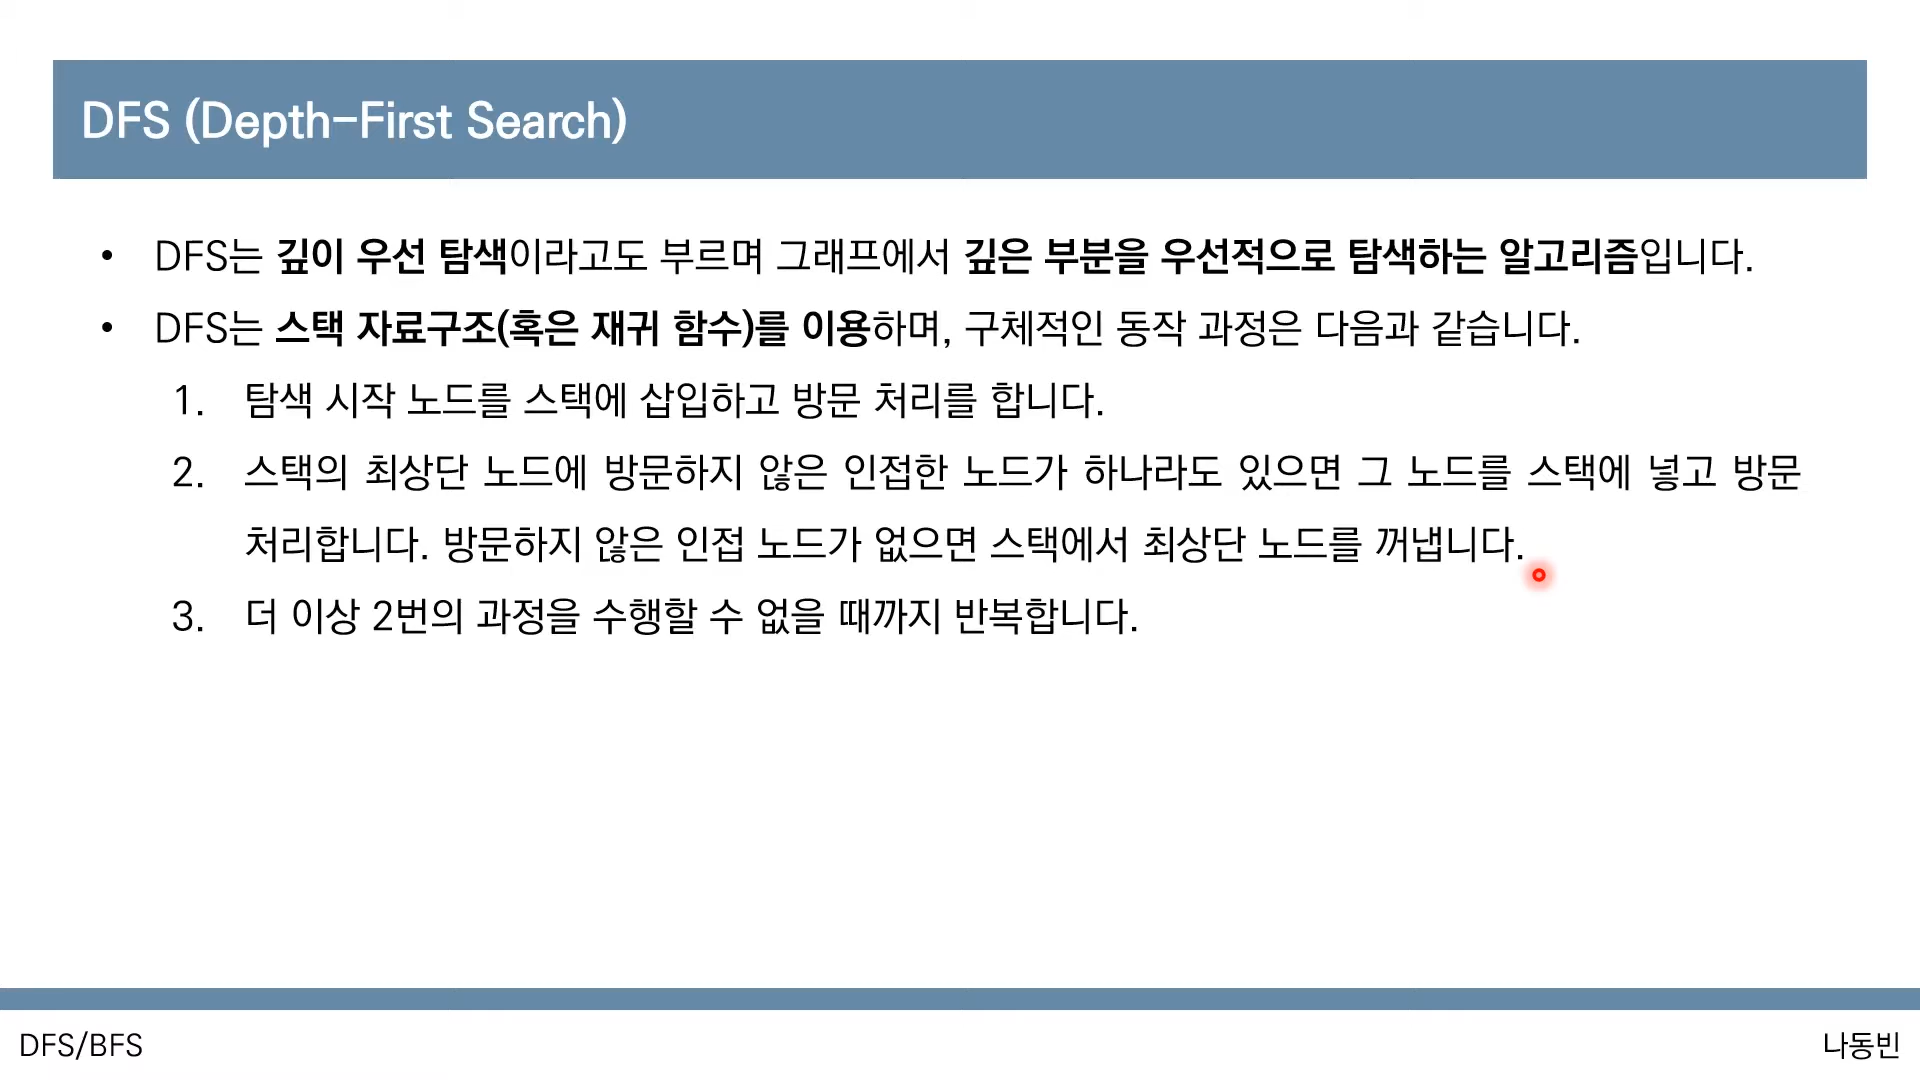 DFS (Depth-First Search)
• DFS는 깊이 우선 탐색이라고도 부르며 그래프에서 깊은 부분을 우선적으로 탐색하는 알고리즘입니다.
• DFS는 스택 자료구조(혹은 재귀 함수)를 이용하며, 구체적인 동작 과정은 다음과 같습니다.
1. 탐색 시작 노드를 스택에 삽입하고 방문 처리를 합니다.
2. 스택의 최상단 노드에 방문하지 않은 인접한 노드가 하나라도 있으면 그 노드를 스택에 넣고 방문
처리합니다. 방문하지 않은 인접 노드가 없으면 스택에서 최상단 노드를 꺼냅니다.
3. 더 이상 2번의 과정을 수행할 수 없을 때까지 반복합니다.
DFS/BFS
나동빈